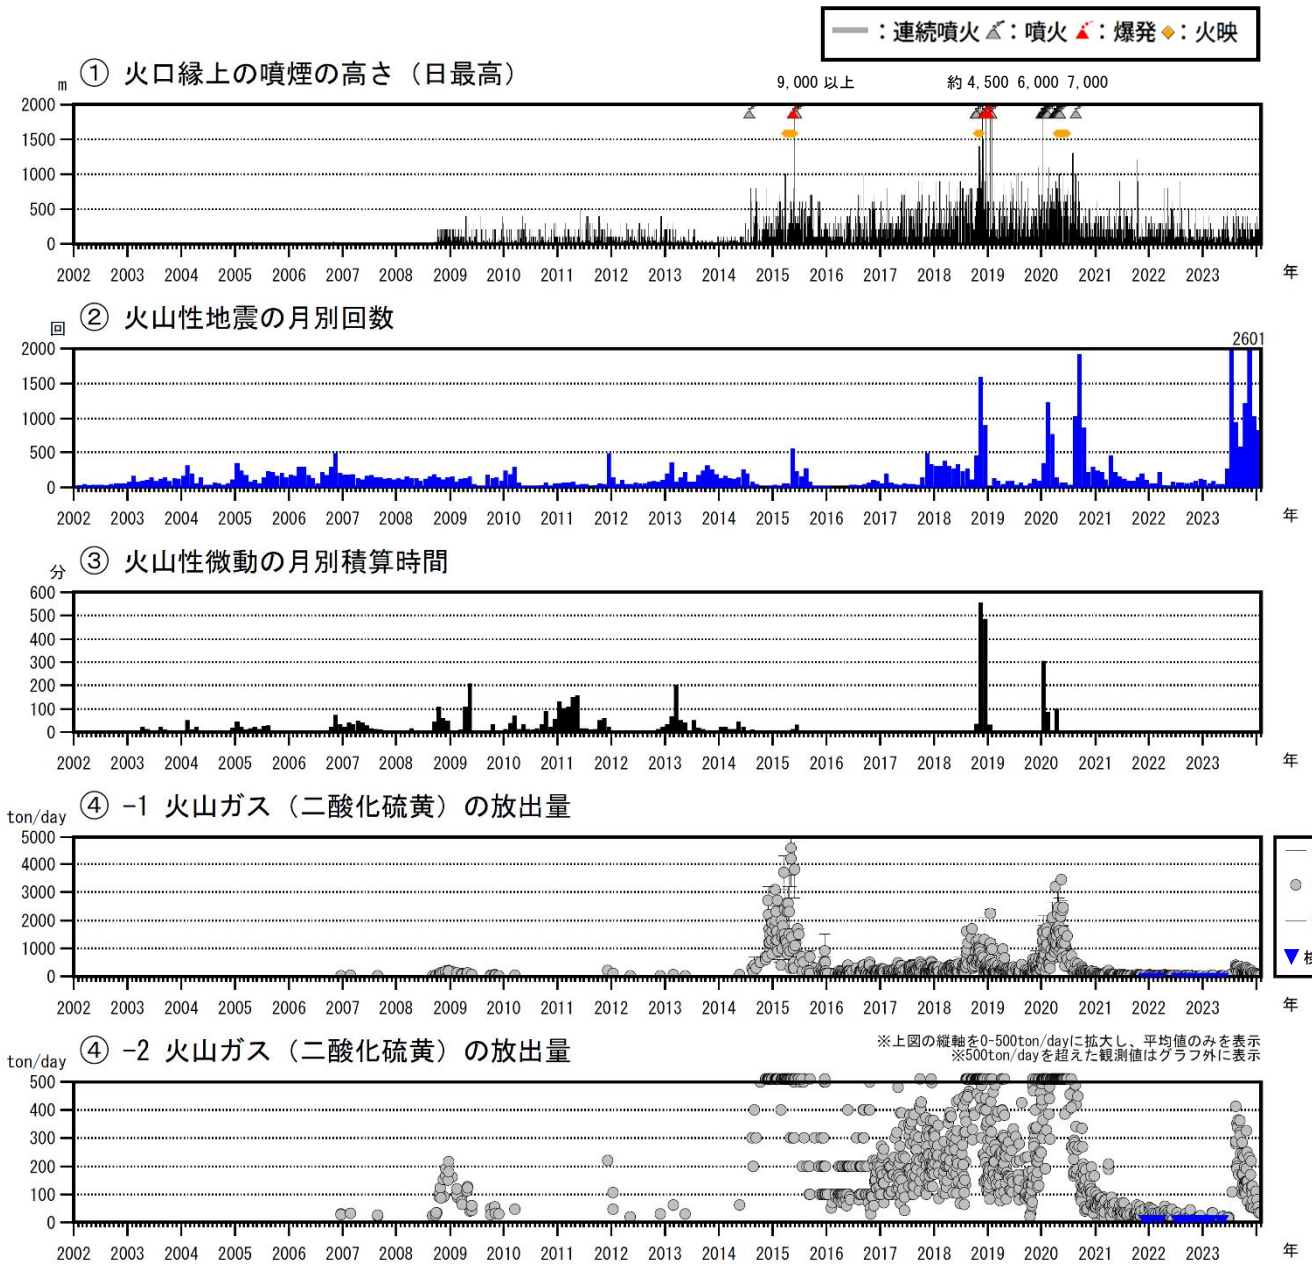 ：連続噴火 ：噴火 ：爆発 ：火映
① 火口縁上の噴煙の高さ（日最高）
9,000 以上 約 4,500 6,000 7,000
m
2000
1500
1000
500
0
2002 2003 2004 2005 2006 2007 2008 2009 2010 2011 2012 2013 2014 2015 2016 2017 2018 2019 2020 2021 2022 2023 年
② 火山性地震の月別回数
回
2601
2000
1500
1000
500
0
2002 2003 2004 2005 2006 2007 2008 2009 2010 2011 2012 2013 2014 2015 2016 2017 2018 2019 2020 2021 2022 2023 年
③ 火山性微動の月別積算時間
分
600
500
400
300
200
100
0
2002 2003 2004 2005 2006 2007 2008 2009 2010 2011 2012 2013 2014 2015 2016 2017 2018 2019 2020 2021 2022 2023 年
④ -1 火山ガス（二酸化硫黄）の放出量
ton/day
5000
4000
3000
2000
1000
0
検
2002 2003 2004 2005 2006 2007 2008 2009 2010 2011 2012 2013 2014 2015 2016 2017 2018 2019 2020 2021 2022 2023 年
④ -2 火山ガス（二酸化硫黄）の放出量
※上図の縦軸を0-500ton/dayに拡大し、平均値のみを表示
※500ton/dayを超えた観測値はグラフ外に表示
ton/day
500
400
300
200
100
0
2002 2003 2004 2005 2006 2007 2008 2009 2010 2011 2012 2013 2014 2015 2016 2017 2018 2019 2020 2021 2022 2023 年